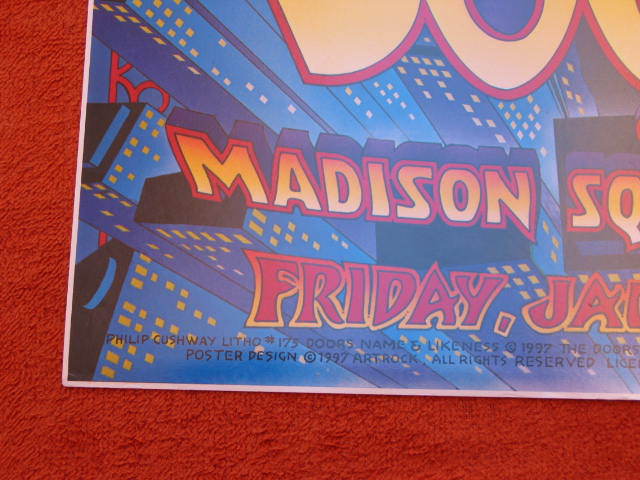 MADISON SQ
FRIDAY, JA
PHILIP CUSHWAY LITHO #175 DOORS NAME & LIKENESS © 1997 THE DOORS
POSTER DESIGN © 1997 ARTROCK, ALL RIGHTS RESERVED LICE